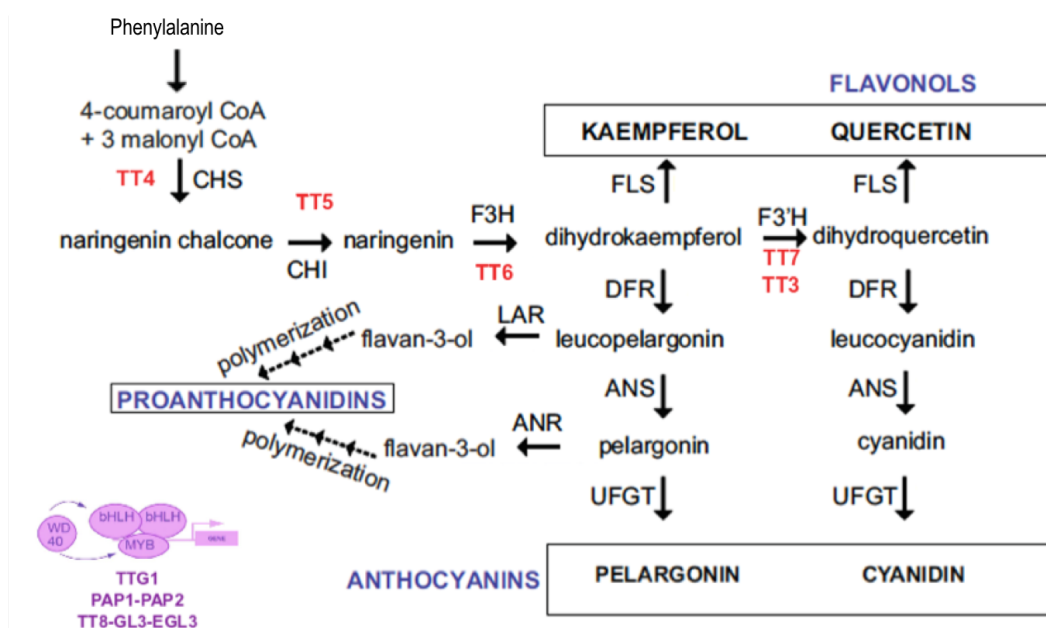 Phenylalanine
4-coumaroyl CoA
+ 3 malonyl CoA
TT4 CHS
FLAVONOLS
KAEMPFEROL QUERCETIN
FLS FLS
TT5
naringenin chalcone
CHI
naringenin
F3H
TT6
dihydrokaempferol
F3'H
TT7
TT3
dihydroquercetin
DFR DFR
polymerization
flavan-3-ol
LAR
leucopelargonin
leucocyanidin
PROANTHOCYANIDINS
ANS ANS
polymerization
flavan-3-ol
ANR
pelargonin
cyanidin
UFGT UFGT
ANTHOCYANINS
PELARGONIN CYANIDIN
WD
40
bHLH bHLH
MYB
TTG1
PAP1-PAP2
TT8-GL3-EGL3